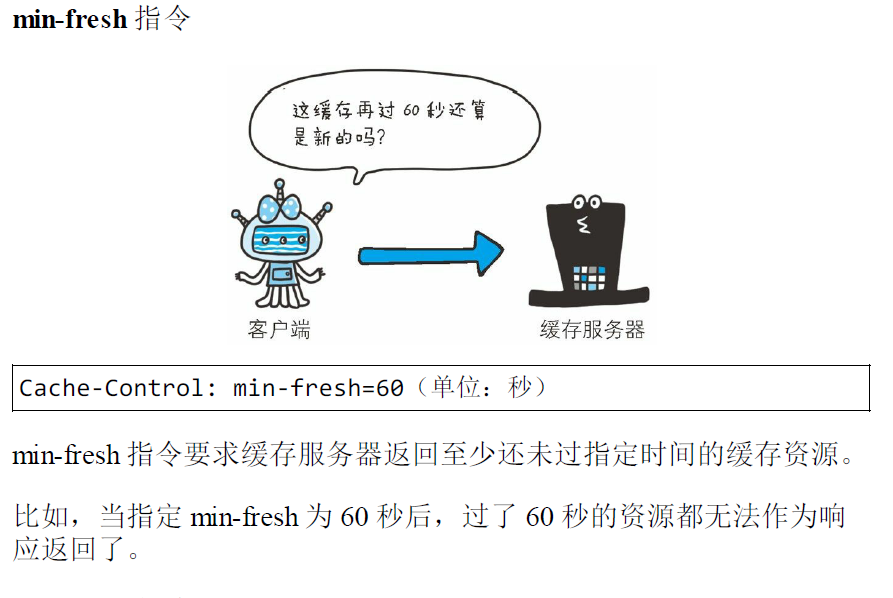 min-fresh 指令
这缓存再过 60 秒还算
是新的吗？
客户端
缓存服务器
Cache-Control: min-fresh=60（单位：秒）
min-fresh 指令要求缓存服务器返回至少还未过指定时间的缓存资源。
比如，当指定 min-fresh 为 60 秒后，过了 60 秒的资源都无法作为响
应返回了。